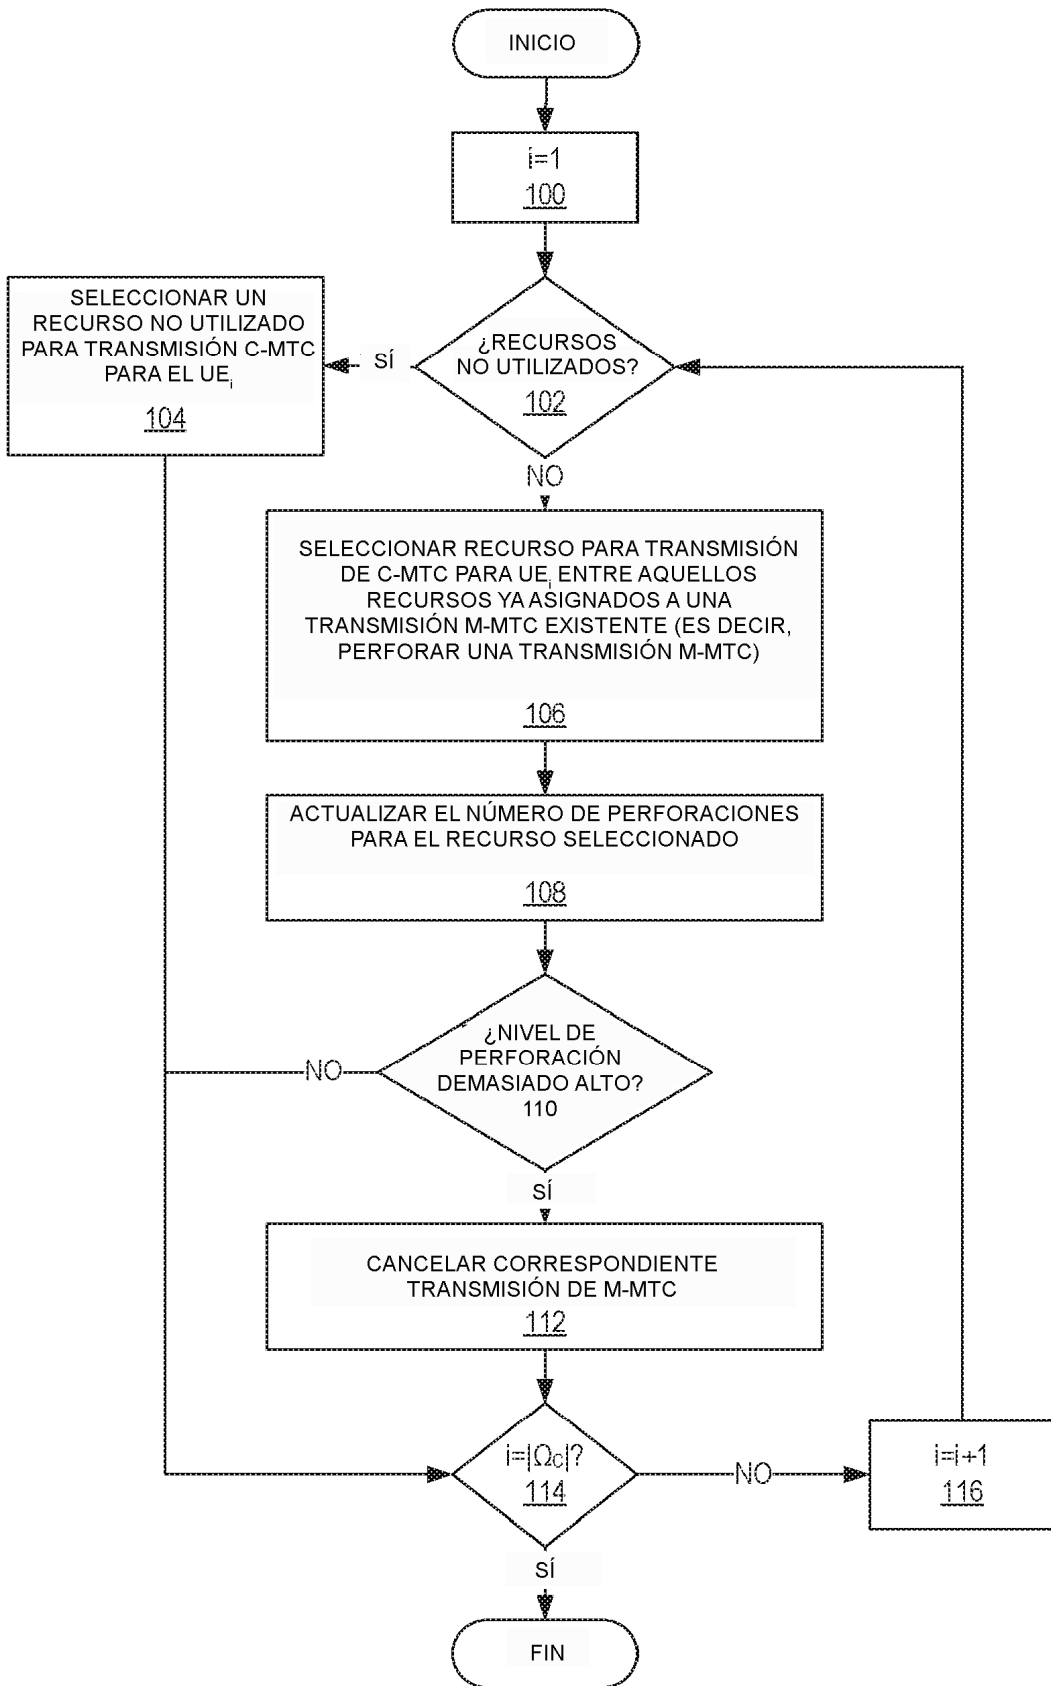 INICIO
i=1
100
¿RECURSOS
NO UTILIZADOS?
102
SÍ
SELECCIONAR UN
RECURSO NO UTILIZADO
PARA TRANSMISIÓN C-MTC
PARA EL UEi
104
NO
SELECCIONAR RECURSO PARA TRANSMISIÓN
DE C-MTC PARA UEi ENTRE AQUELLOS
RECURSOS YA ASIGNADOS A UNA
TRANSMISIÓN M-MTC EXISTENTE (ES DECIR,
PERFORAR UNA TRANSMISIÓN M-MTC)
106
ACTUALIZAR EL NÚMERO DE PERFORACIONES
PARA EL RECURSO SELECCIONADO
108
¿NIVEL DE
PERFORACIÓN
DEMASIADO ALTO?
110
NO
SÍ
CANCELAR CORRESPONDIENTE
TRANSMISIÓN DE M-MTC
112
i=|Ωc|?
114
NO
i=i+1
116
SÍ
FIN